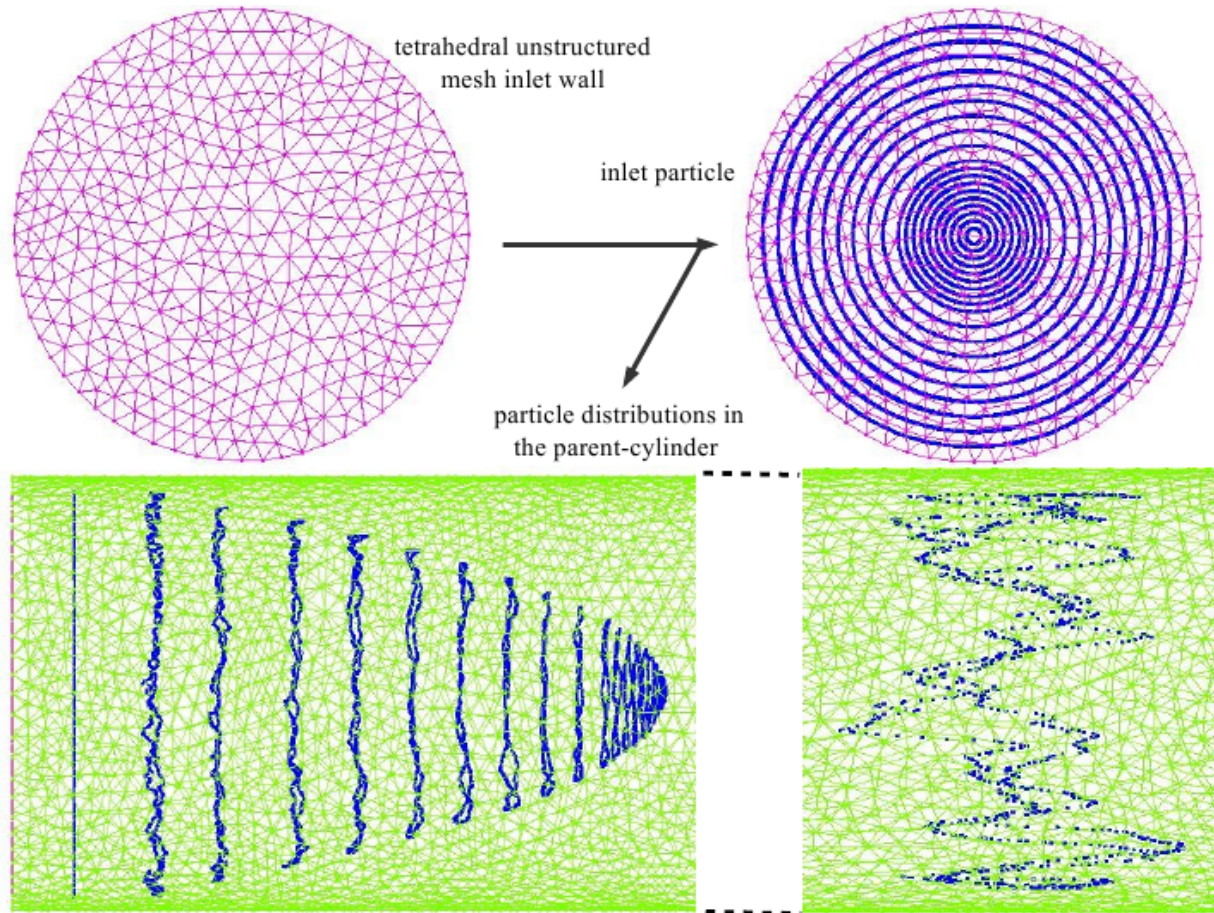 tetrahedral unstructured
mesh inlet wall
inlet particle
particle distributions in
the parent-cylinder